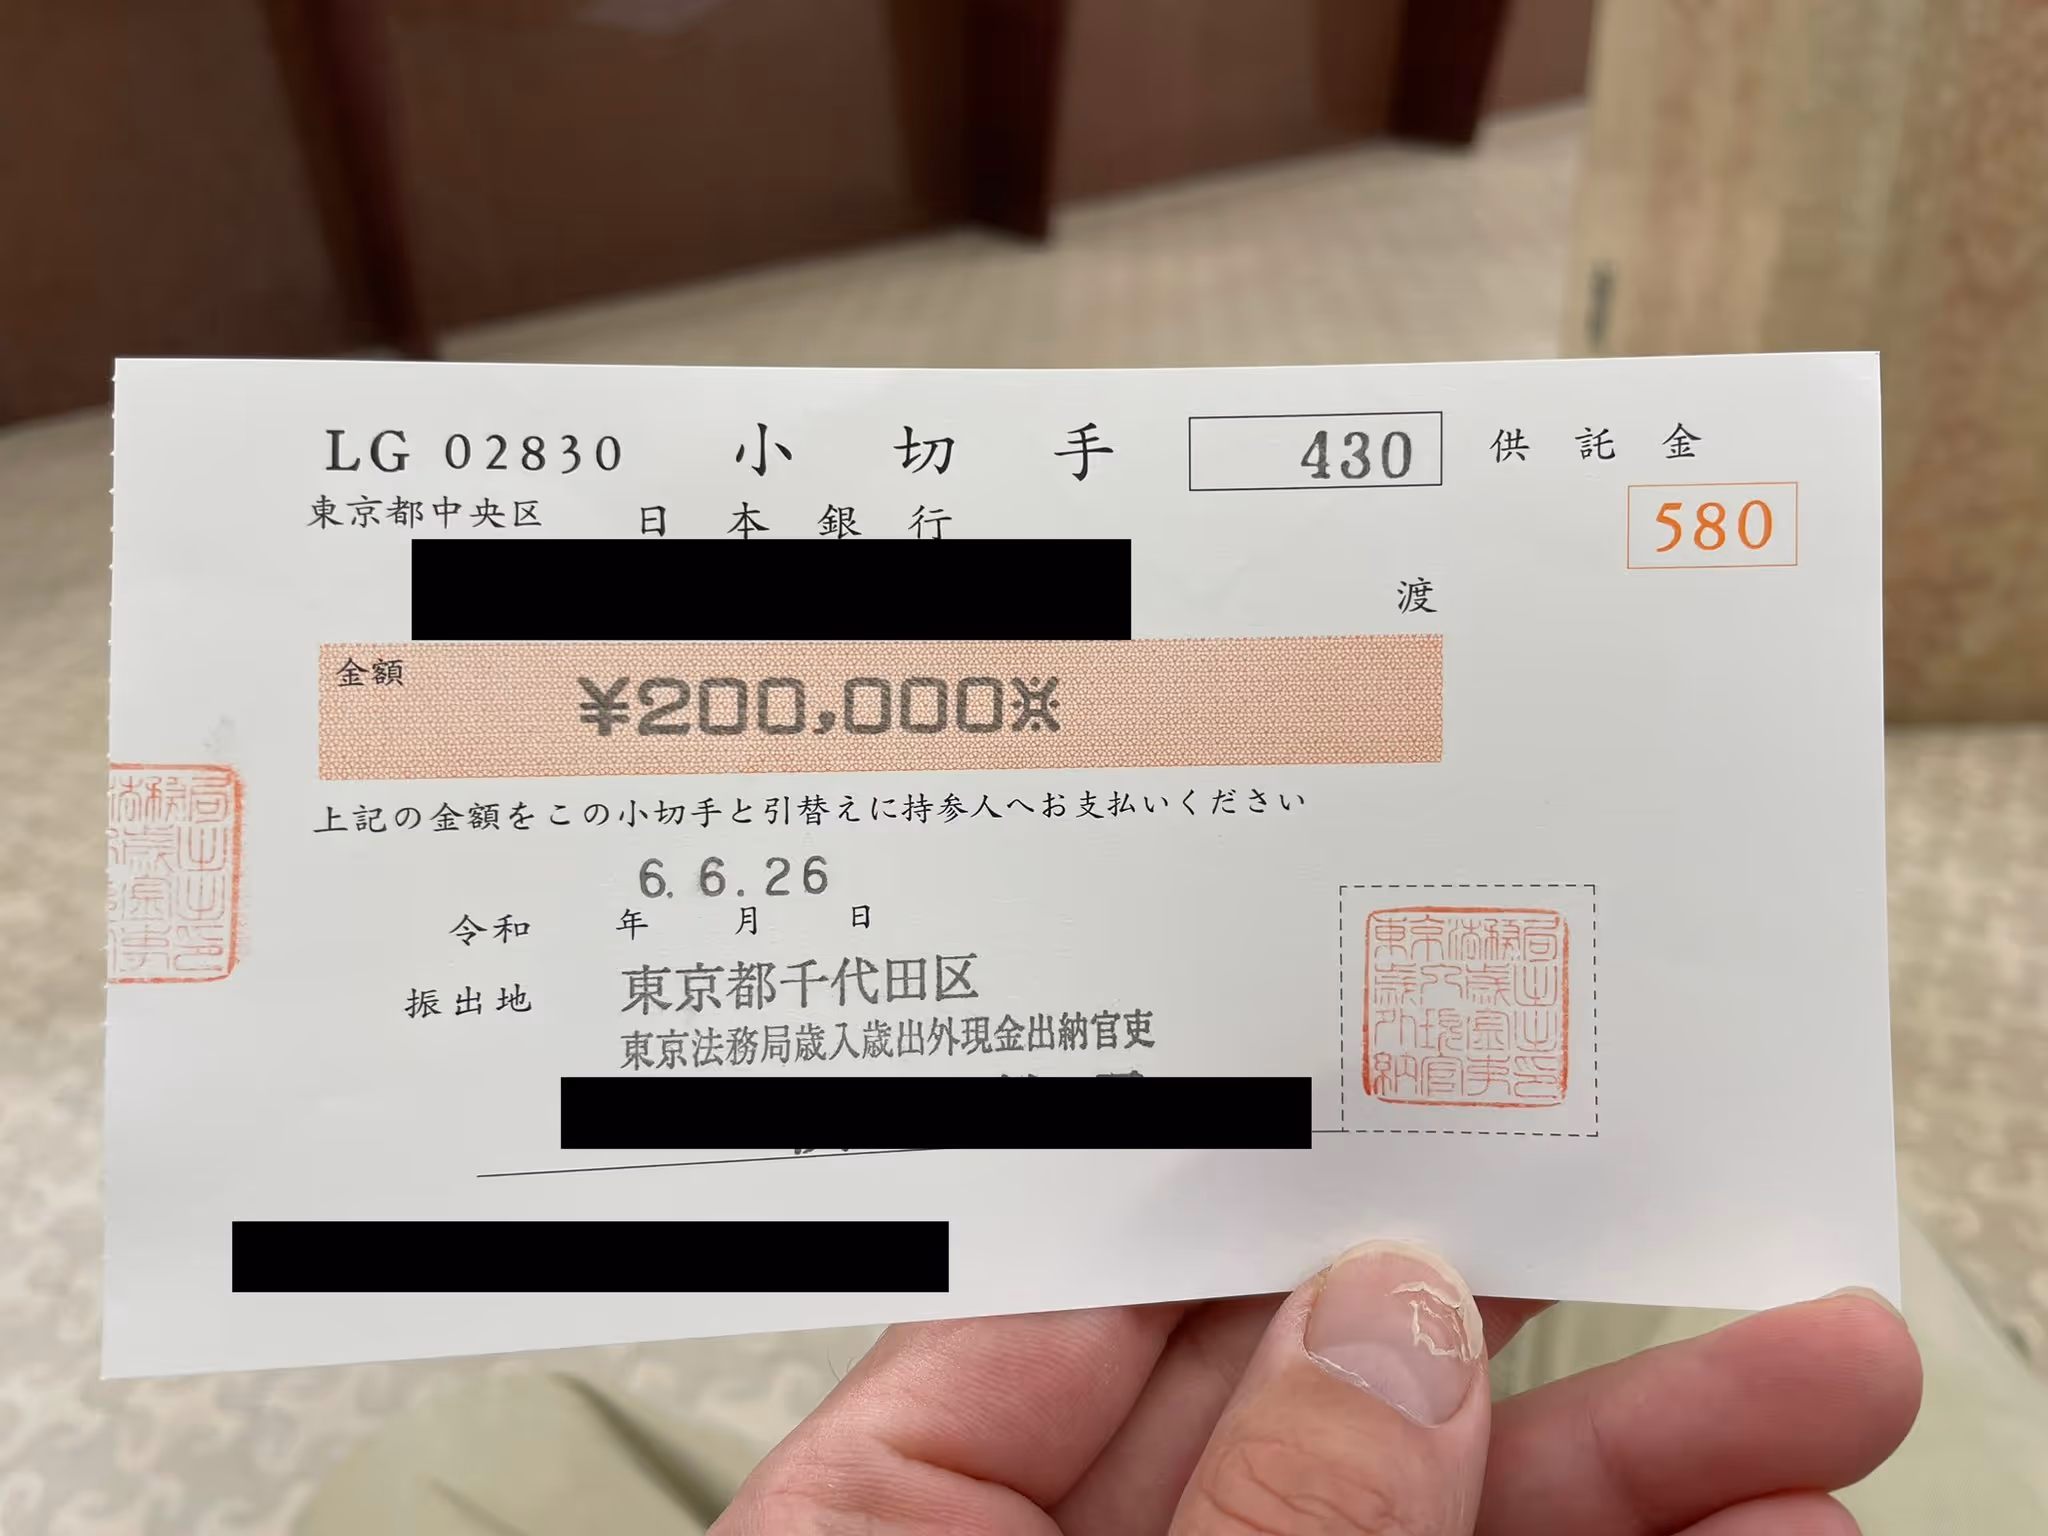 LG 02830 小切手 430 供託金
東京都中央区 日本銀行 580
渡
金額 ¥200,000※
上記の金額をこの小切手と引替えに持参人へお支払いください
6. 6. 26
令和 年 月 日
振出地 東京都千代田区
東京法務局歳入歳出外現金出納官吏